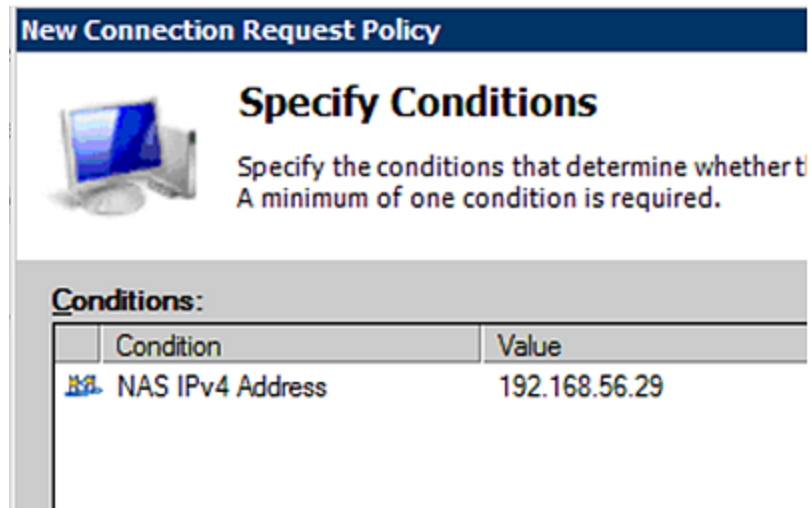 New Connection Request Policy
Specify Conditions
Specify the conditions that determine whether
A minimum of one condition is required.
Conditions:
Condition Value
NAS IPv4 Address 192.168.56.29